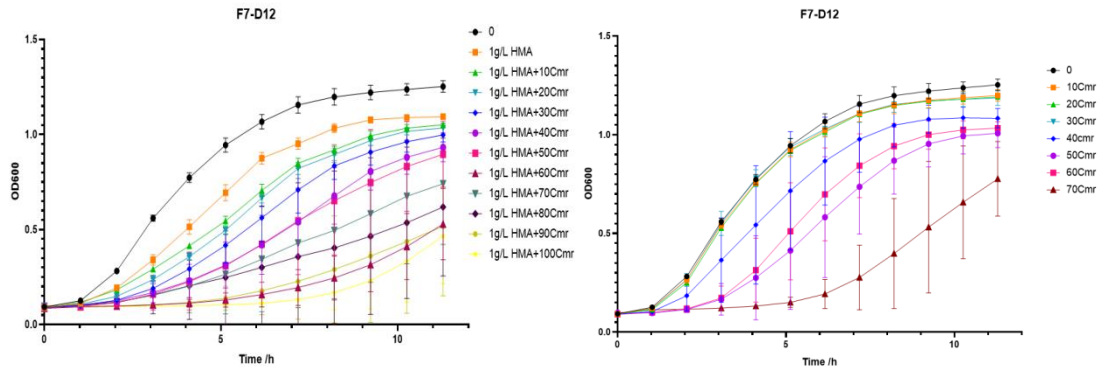 F7-D12
OD600
1.5
1.0
0.5
0.0
0
5
10
Time /h
0
1g/L HMA
1g/L HMA+10Cmr
1g/L HMA+20Cmr
1g/L HMA+30Cmr
1g/L HMA+40Cmr
1g/L HMA+50Cmr
1g/L HMA+60Cmr
1g/L HMA+70Cmr
1g/L HMA+80Cmr
1g/L HMA+90Cmr
1g/L HMA+100Cmr
F7-D12
OD600
1.5
1.0
0.5
0.0
0
5
10
Time /h
0
10Cmr
20Cmr
30Cmr
40cmr
50Cmr
60Cmr
70Cmr